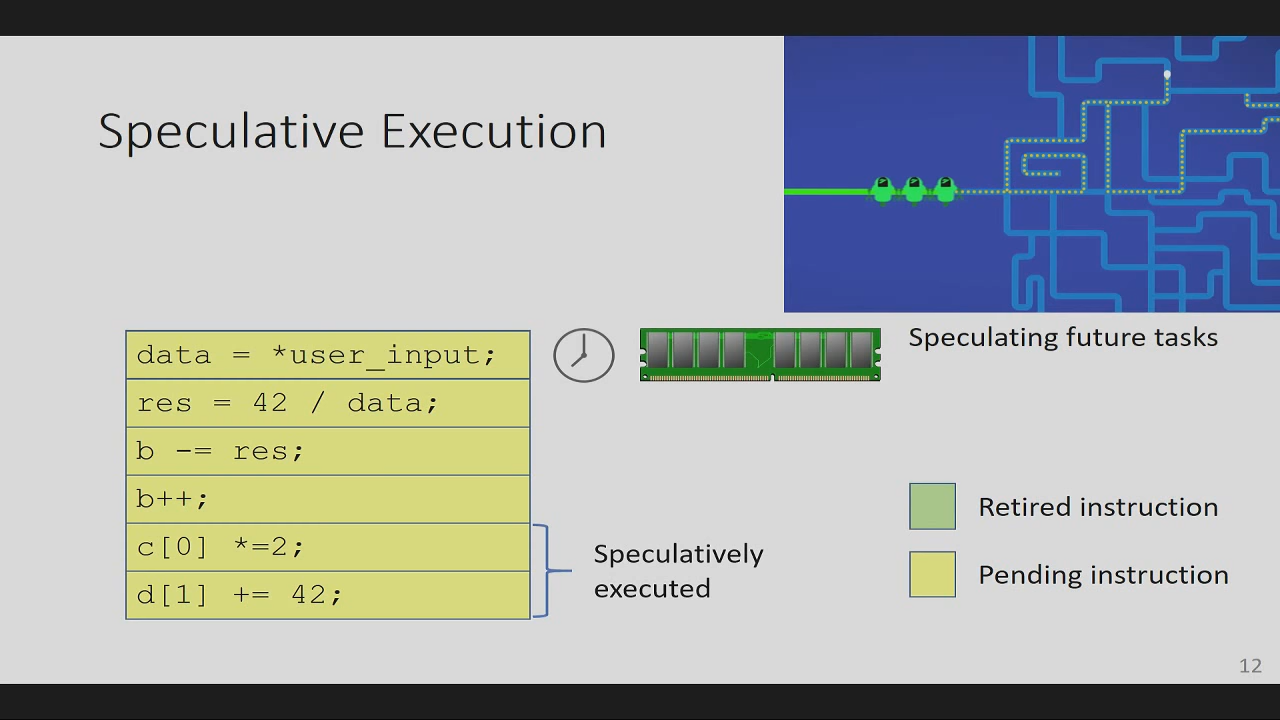 Speculative Execution
data = *user_input;
res = 42 / data;
b -= res;
b++;
c[0] *=2;
d[1] += 42;
Speculatively
executed
Speculating future tasks
Retired instruction
Pending instruction
12